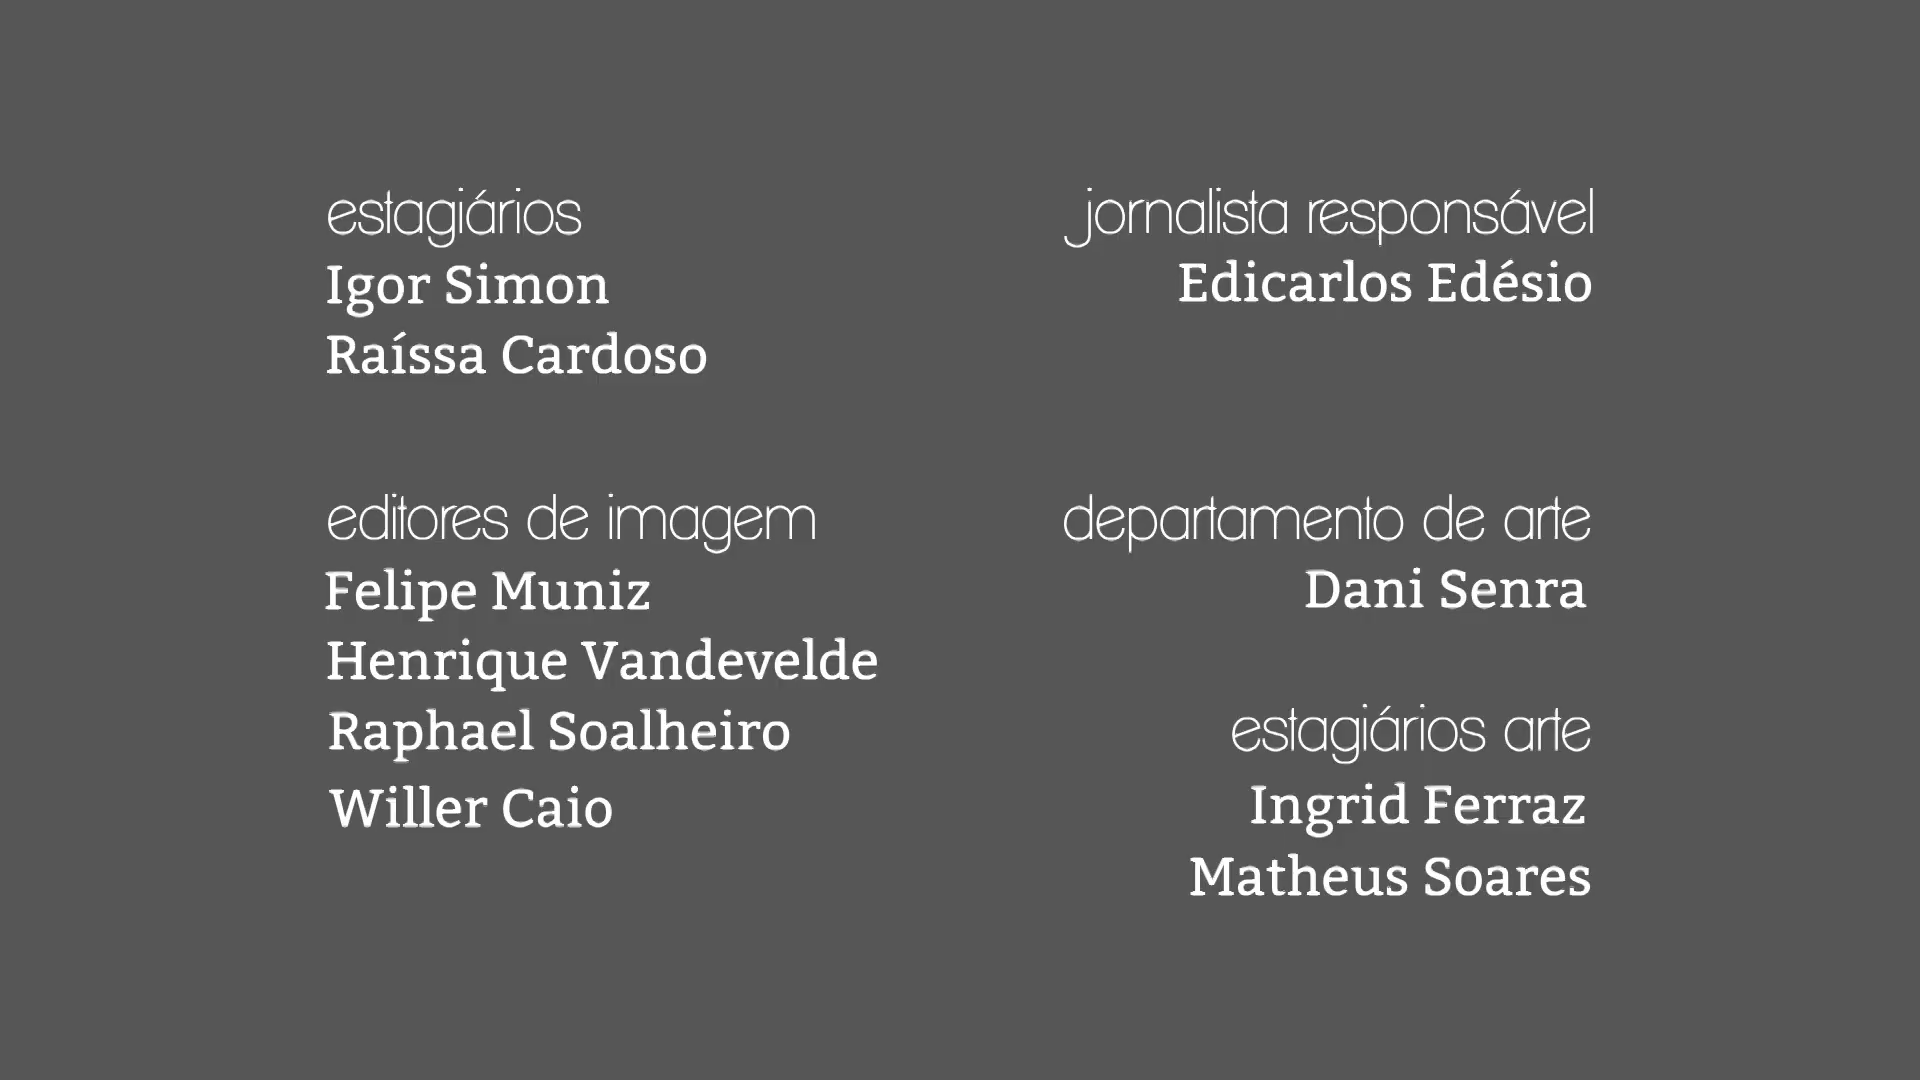 estagiários
Igor Simon
Raíssa Cardoso
editores de imagem
Felipe Muniz
Henrique Vandevelde
Raphael Soalheiro
Willer Caio
jornalista responsável
Edicarlos Edésio
departamento de arte
Dani Senra
estagiários arte
Ingrid Ferraz
Matheus Soares